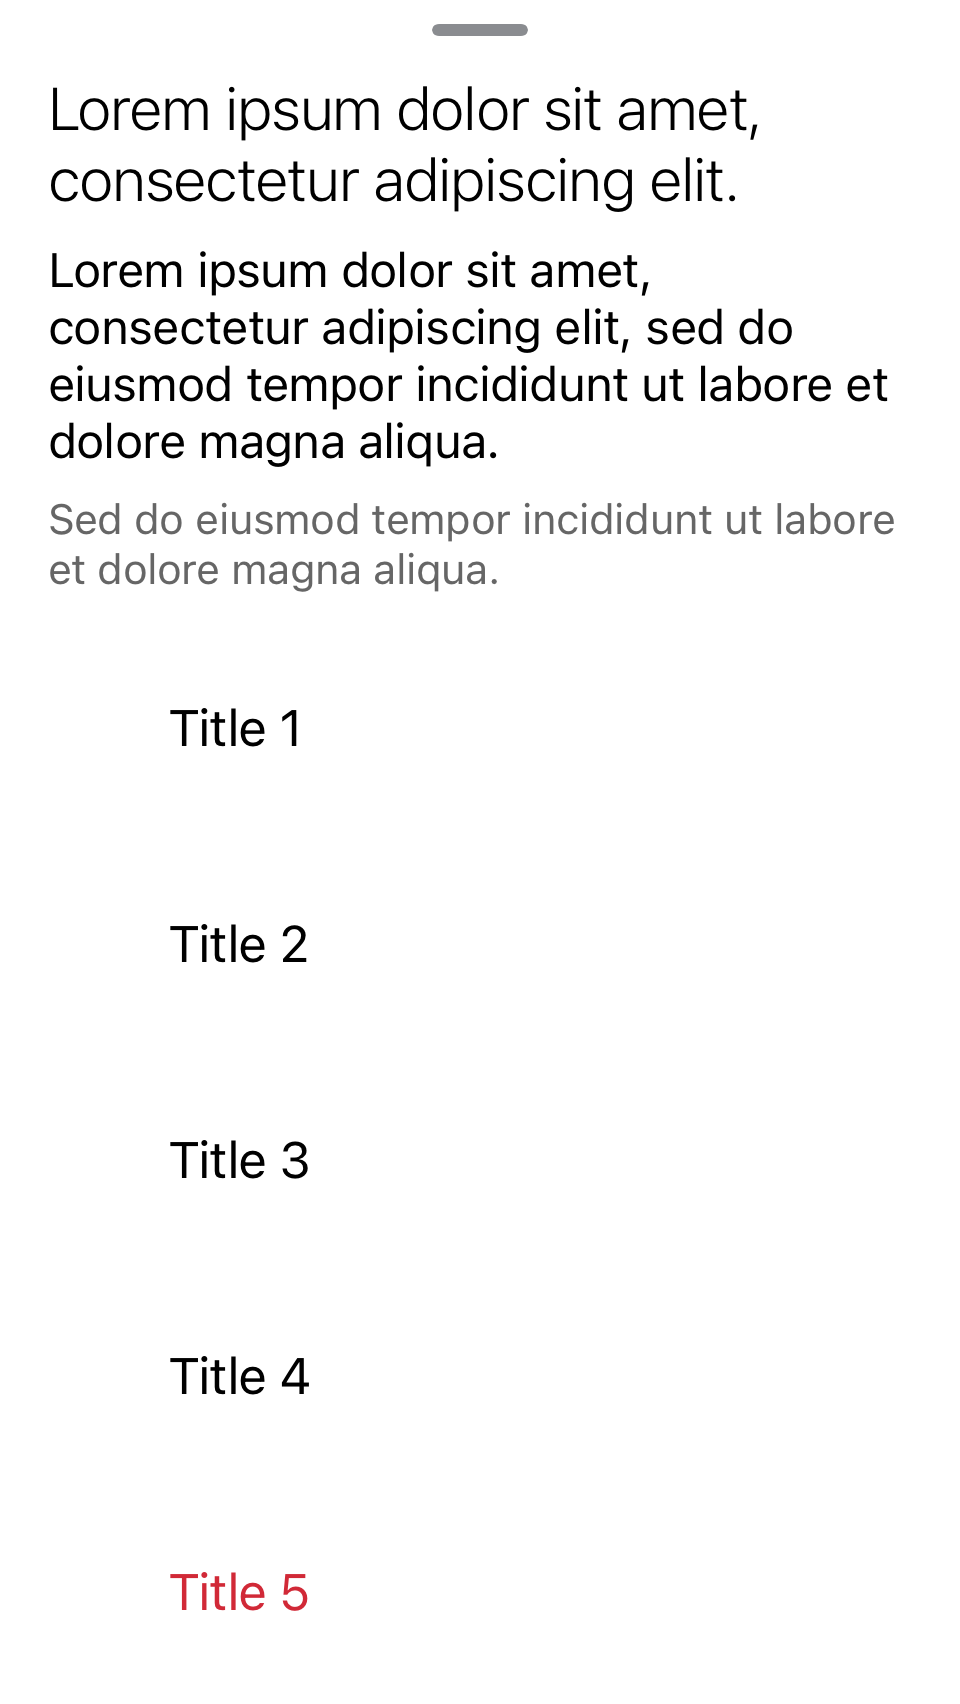 Lorem ipsum dolor sit amet,
consectetur adipiscing elit.
Lorem ipsum dolor sit amet,
consectetur adipiscing elit, sed do
eiusmod tempor incididunt ut labore et
dolore magna aliqua.
Sed do eiusmod tempor incididunt ut labore
et dolore magna aliqua.
Title 1
Title 2
Title 3
Title 4
Title 5